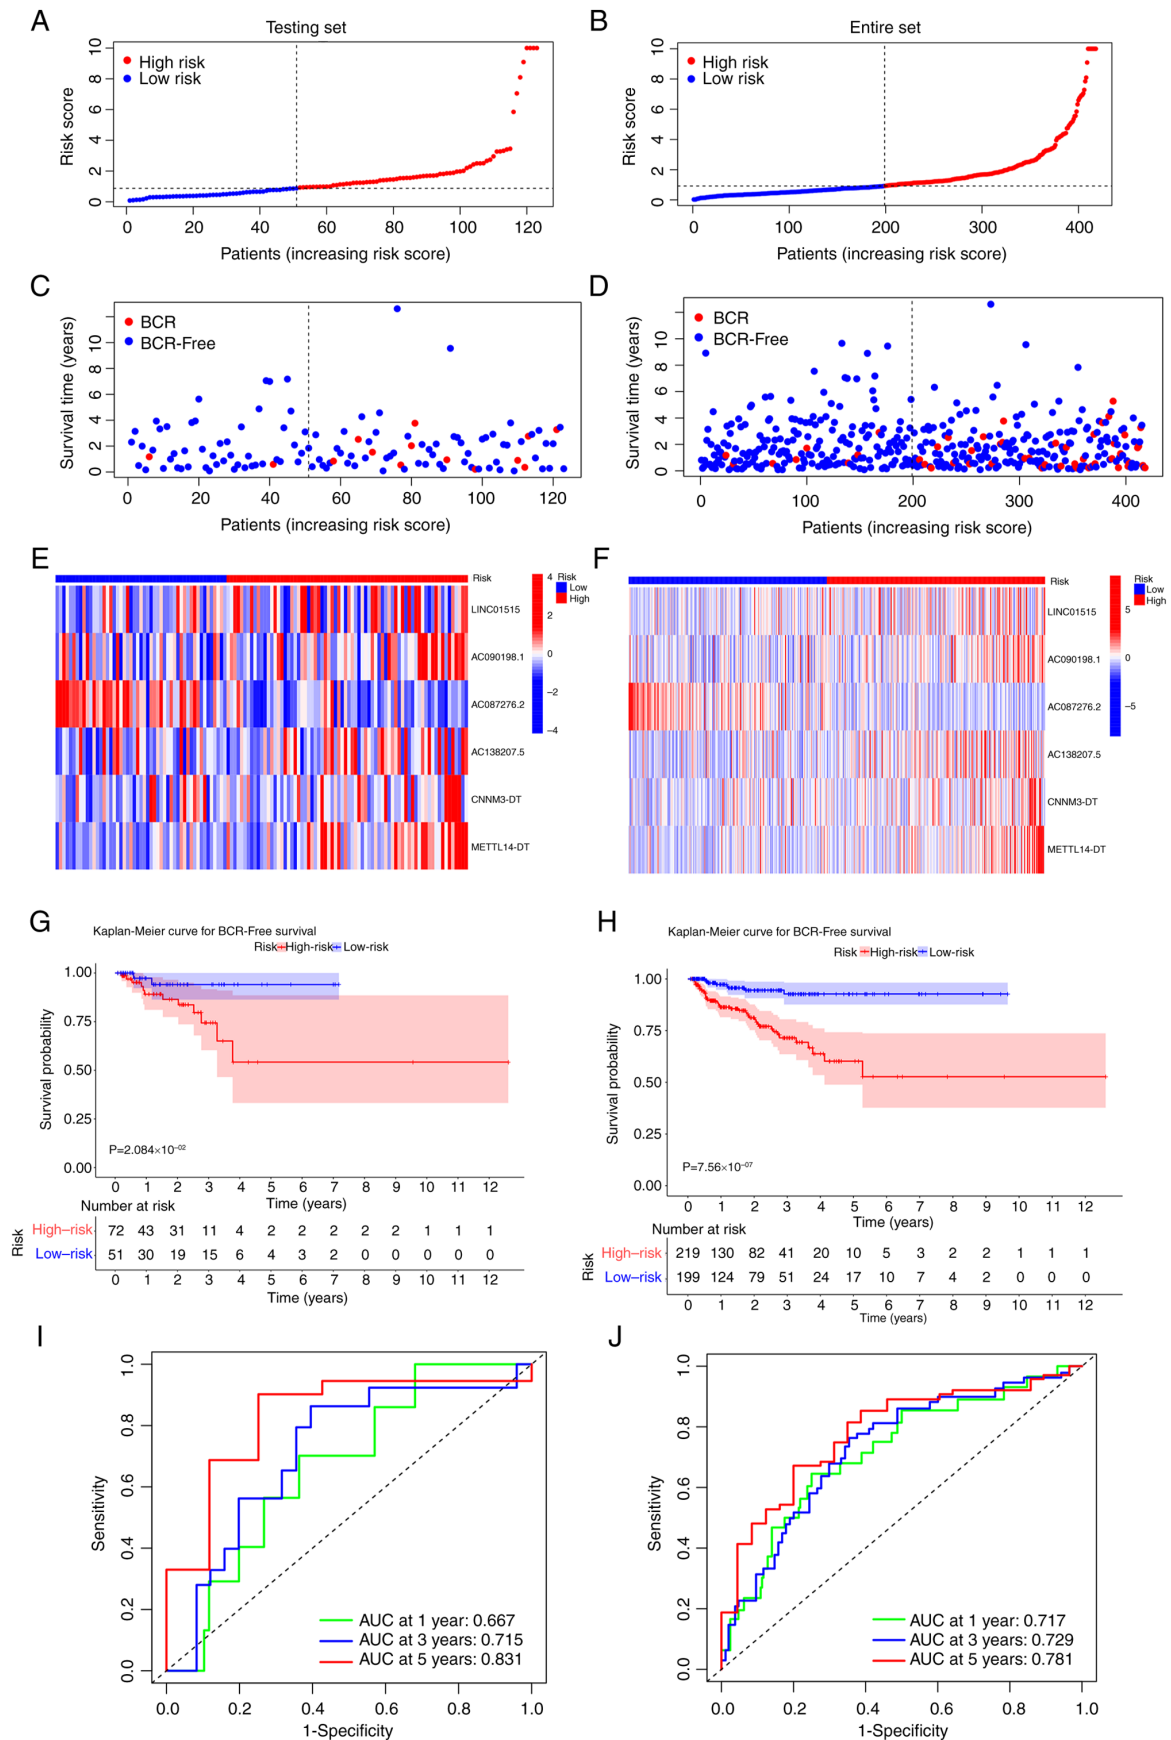 A
Testing set
Risk score
10
8
6
4
2
0
High risk
Low risk
0 20 40 60 80 100 120
Patients (increasing risk score)
B
Entire set
Risk score
10
8
6
4
2
0
High risk
Low risk
0 100 200 300 400
Patients (increasing risk score)
C
Survival time (years)
10
8
6
4
2
0
BCR
BCR-Free
0 20 40 60 80 100 120
Patients (increasing risk score)
D
Survival time (years)
10
8
6
4
2
0
BCR
BCR-Free
0 100 200 300 400
Patients (increasing risk score)
E
Risk
LINC01515
AC090198.1
AC087276.2
AC138207.5
CNNM3-DT
METTL14-DT
4
2
0
−2
−4
Risk
Low
High
F
Risk
LINC01515
AC090198.1
AC087276.2
AC138207.5
CNNM3-DT
METTL14-DT
5
0
−5
Risk
Low
High
G
Kaplan-Meier curve for BCR-Free survival
Risk High-risk Low-risk
Survival probability
1.00
0.75
0.50
0.25
0.00
P=2.084×10⁻⁰²
0 1 2 3 4 5 6 7 8 9 10 11 12
Time (years)
Number at risk
Risk
High–risk 72 43 31 11 4 2 2 2 2 2 1 1 1
Low–risk 51 30 19 15 6 4 3 2 0 0 0 0 0
0 1 2 3 4 5 6 7 8 9 10 11 12
Time (years)
H
Kaplan-Meier curve for BCR-Free survival
Risk High-risk Low-risk
Survival probability
1.00
0.75
0.50
0.25
0.00
P=7.56×10⁻⁰⁷
0 1 2 3 4 5 6 7 8 9 10 11 12
Time (years)
Number at risk
Risk
High–risk 219 130 82 41 20 10 5 3 2 2 1 1 1
Low–risk 199 124 79 51 24 17 10 7 4 2 0 0 0
0 1 2 3 4 5 6 7 8 9 10 11 12
Time (years)
I
Sensitivity
1.0
0.8
0.6
0.4
0.2
0.0
AUC at 1 year: 0.667
AUC at 3 years: 0.715
AUC at 5 years: 0.831
0.0 0.2 0.4 0.6 0.8 1.0
1-Specificity
J
Sensitivity
1.0
0.8
0.6
0.4
0.2
0.0
AUC at 1 year: 0.717
AUC at 3 years: 0.729
AUC at 5 years: 0.781
0.0 0.2 0.4 0.6 0.8 1.0
1-Specificity